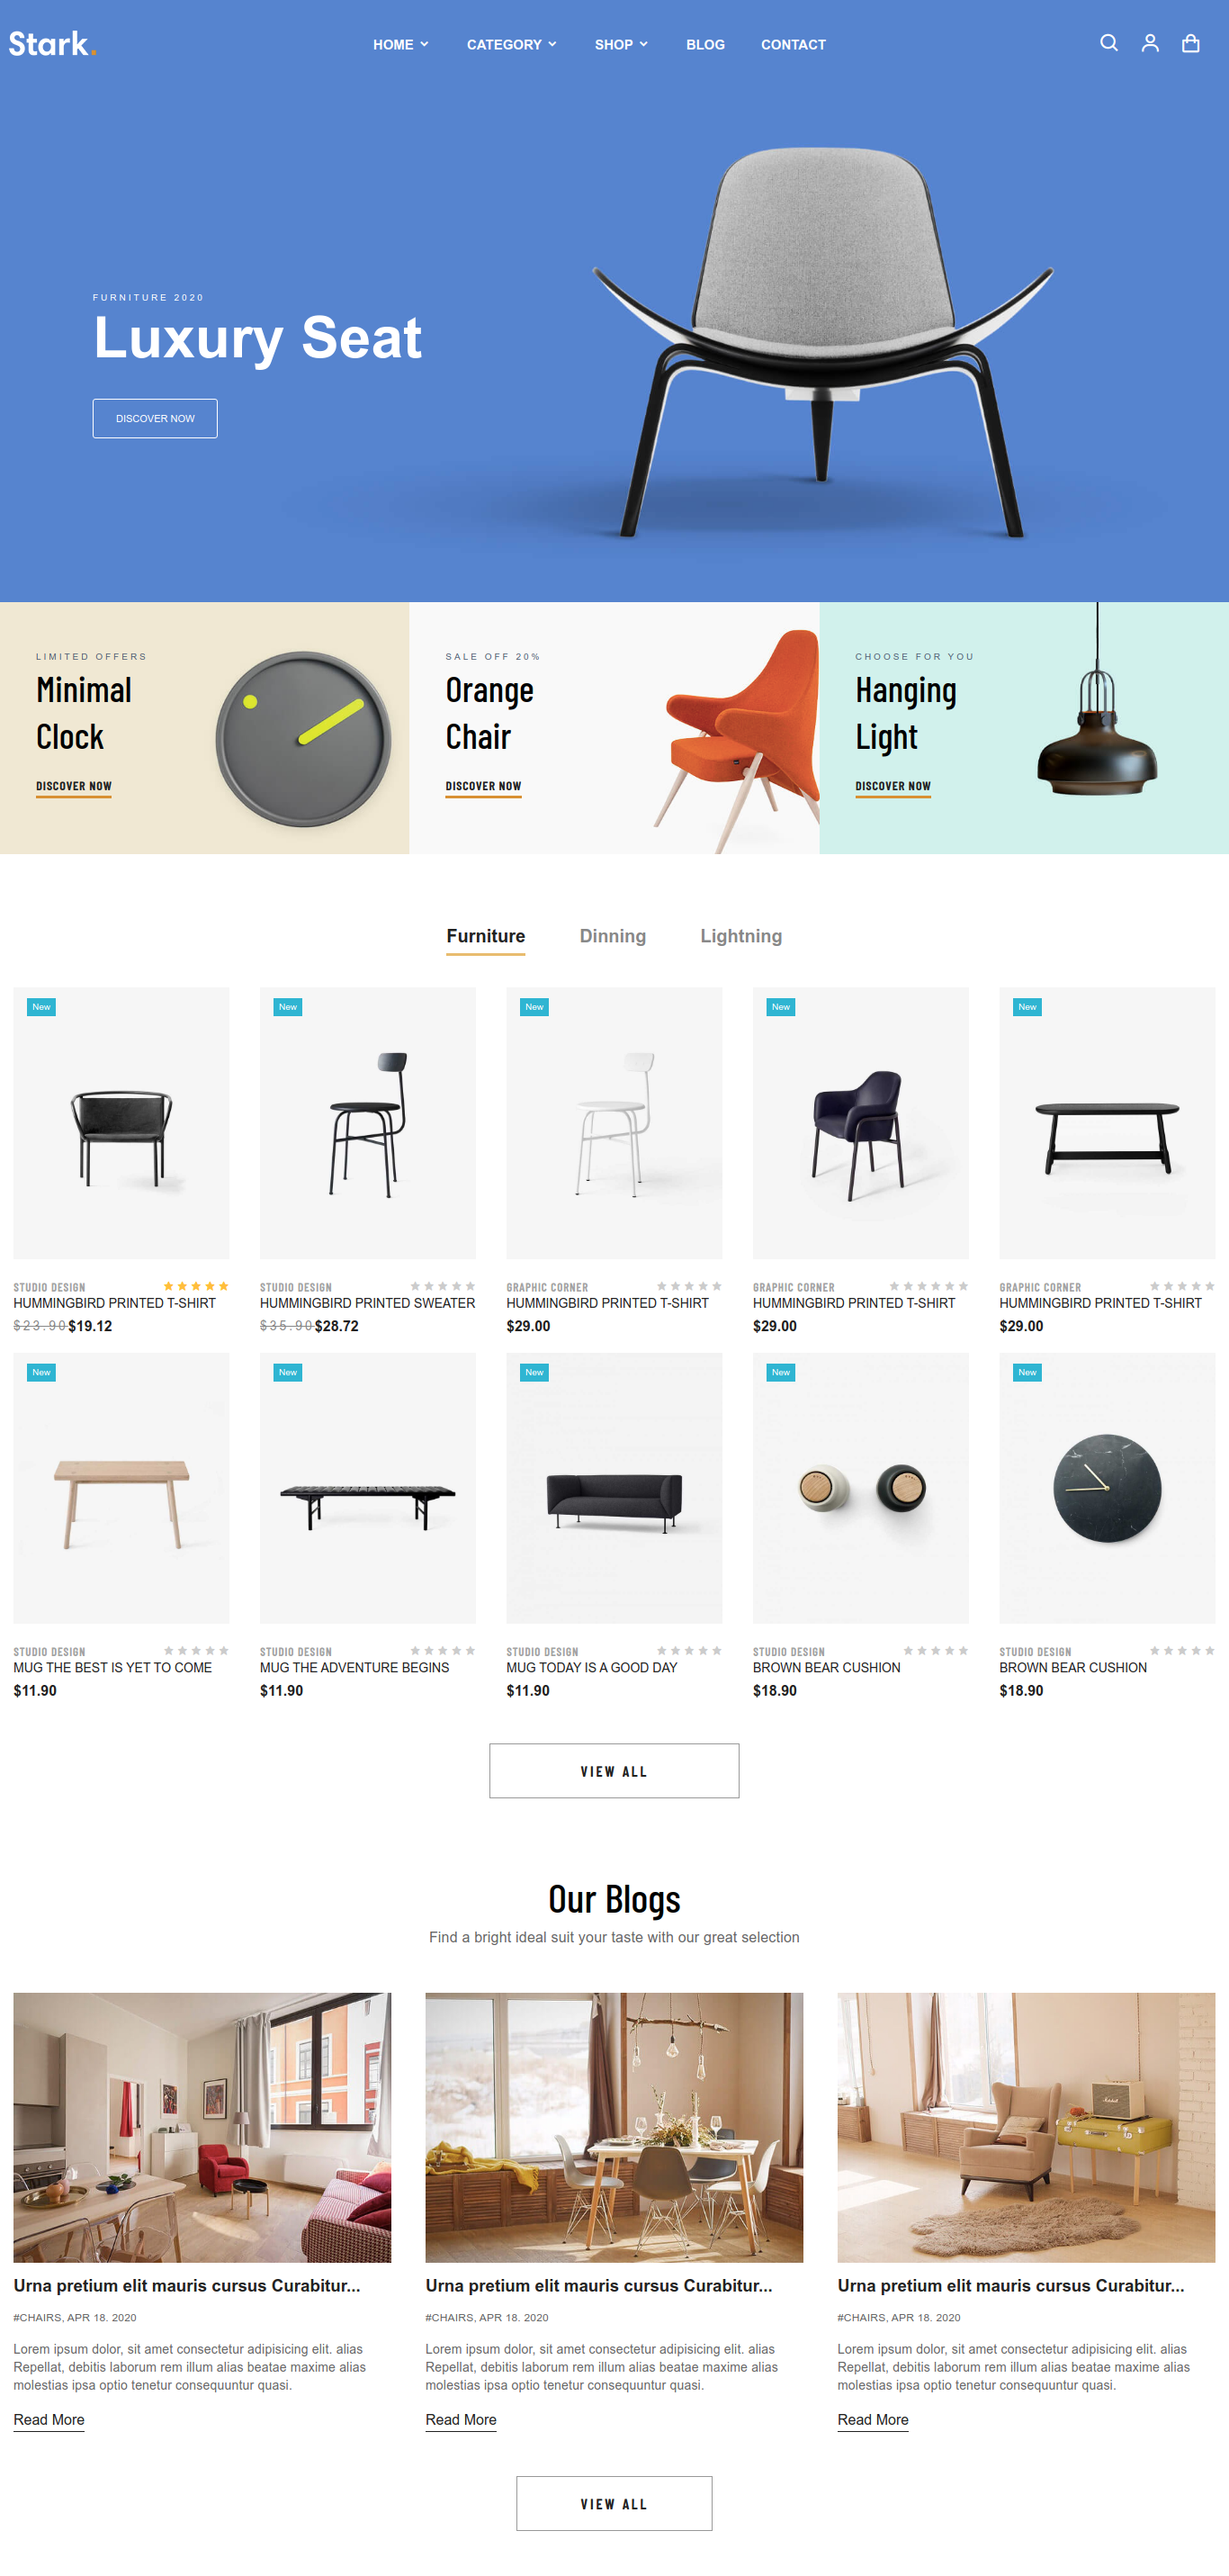 Stark.
HOME
CATEGORY
SHOP
BLOG
CONTACT
FURNITURE 2020
Luxury Seat
DISCOVER NOW
LIMITED OFFERS
Minimal
Clock
DISCOVER NOW
SALE OFF 20%
Orange
Chair
DISCOVER NOW
CHOOSE FOR YOU
Hanging
Light
DISCOVER NOW
Furniture
Dinning
Lightning
New
New
New
New
New
STUDIO DESIGN
HUMMINGBIRD PRINTED T-SHIRT
$23.90 $19.12
STUDIO DESIGN
HUMMINGBIRD PRINTED SWEATER
$35.90 $28.72
GRAPHIC CORNER
HUMMINGBIRD PRINTED T-SHIRT
$29.00
GRAPHIC CORNER
HUMMINGBIRD PRINTED T-SHIRT
$29.00
GRAPHIC CORNER
HUMMINGBIRD PRINTED T-SHIRT
$29.00
New
New
New
New
New
STUDIO DESIGN
MUG THE BEST IS YET TO COME
$11.90
STUDIO DESIGN
MUG THE ADVENTURE BEGINS
$11.90
STUDIO DESIGN
MUG TODAY IS A GOOD DAY
$11.90
STUDIO DESIGN
BROWN BEAR CUSHION
$18.90
STUDIO DESIGN
BROWN BEAR CUSHION
$18.90
VIEW ALL
Our Blogs
Find a bright ideal suit your taste with our great selection
Urna pretium elit mauris cursus Curabitur...
#CHAIRS, APR 18. 2020
Lorem ipsum dolor, sit amet consectetur adipisicing elit. alias
Repellat, debitis laborum rem illum alias beatae maxime alias
molestias ipsa optio tenetur consequuntur quasi.
Read More
Urna pretium elit mauris cursus Curabitur...
#CHAIRS, APR 18. 2020
Lorem ipsum dolor, sit amet consectetur adipisicing elit. alias
Repellat, debitis laborum rem illum alias beatae maxime alias
molestias ipsa optio tenetur consequuntur quasi.
Read More
Urna pretium elit mauris cursus Curabitur...
#CHAIRS, APR 18. 2020
Lorem ipsum dolor, sit amet consectetur adipisicing elit. alias
Repellat, debitis laborum rem illum alias beatae maxime alias
molestias ipsa optio tenetur consequuntur quasi.
Read More
VIEW ALL